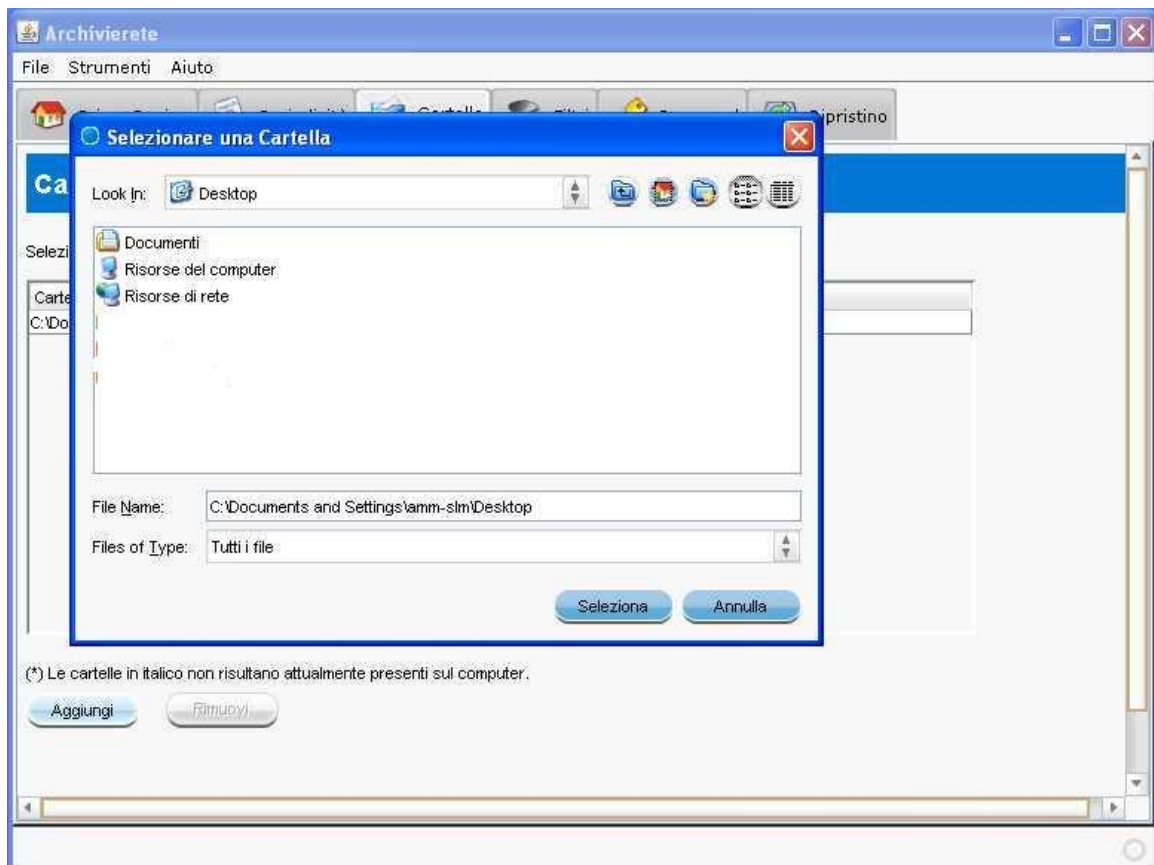 Archivierete
File Strumenti Aiuto
Cartelle
Ripristino
Selezionare una Cartella
Ca
Look In: Desktop
Documenti
Selezi
Risorse del computer
Carte
Risorse di rete
C:\Do
File Name: C:\Documents and Settings\amm-slm\Desktop
Files of Type: Tutti i file
Seleziona Annulla
(*) Le cartelle in italico non risultano attualmente presenti sul computer.
Aggiungi Rimuovi